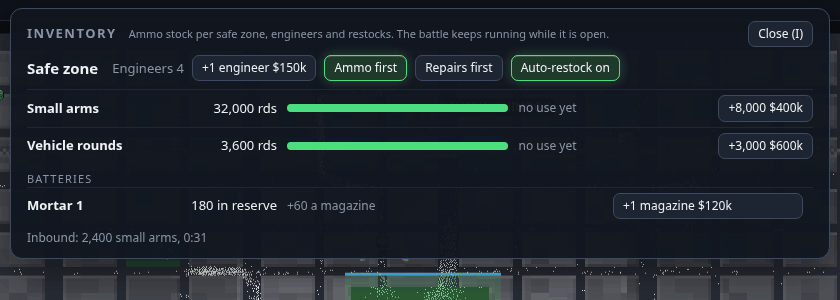 INVENTORY Ammo stock per safe zone, engineers and restocks. The battle keeps running while it is open. Close (I)
Safe zone Engineers 4 +1 engineer $150k Ammo first Repairs first Auto-restock on
Small arms 32,000 rds no use yet +8,000 $400k
Vehicle rounds 3,600 rds no use yet +3,000 $600k
BATTERIES
Mortar 1 180 in reserve +60 a magazine +1 magazine $120k
Inbound: 2,400 small arms, 0:31